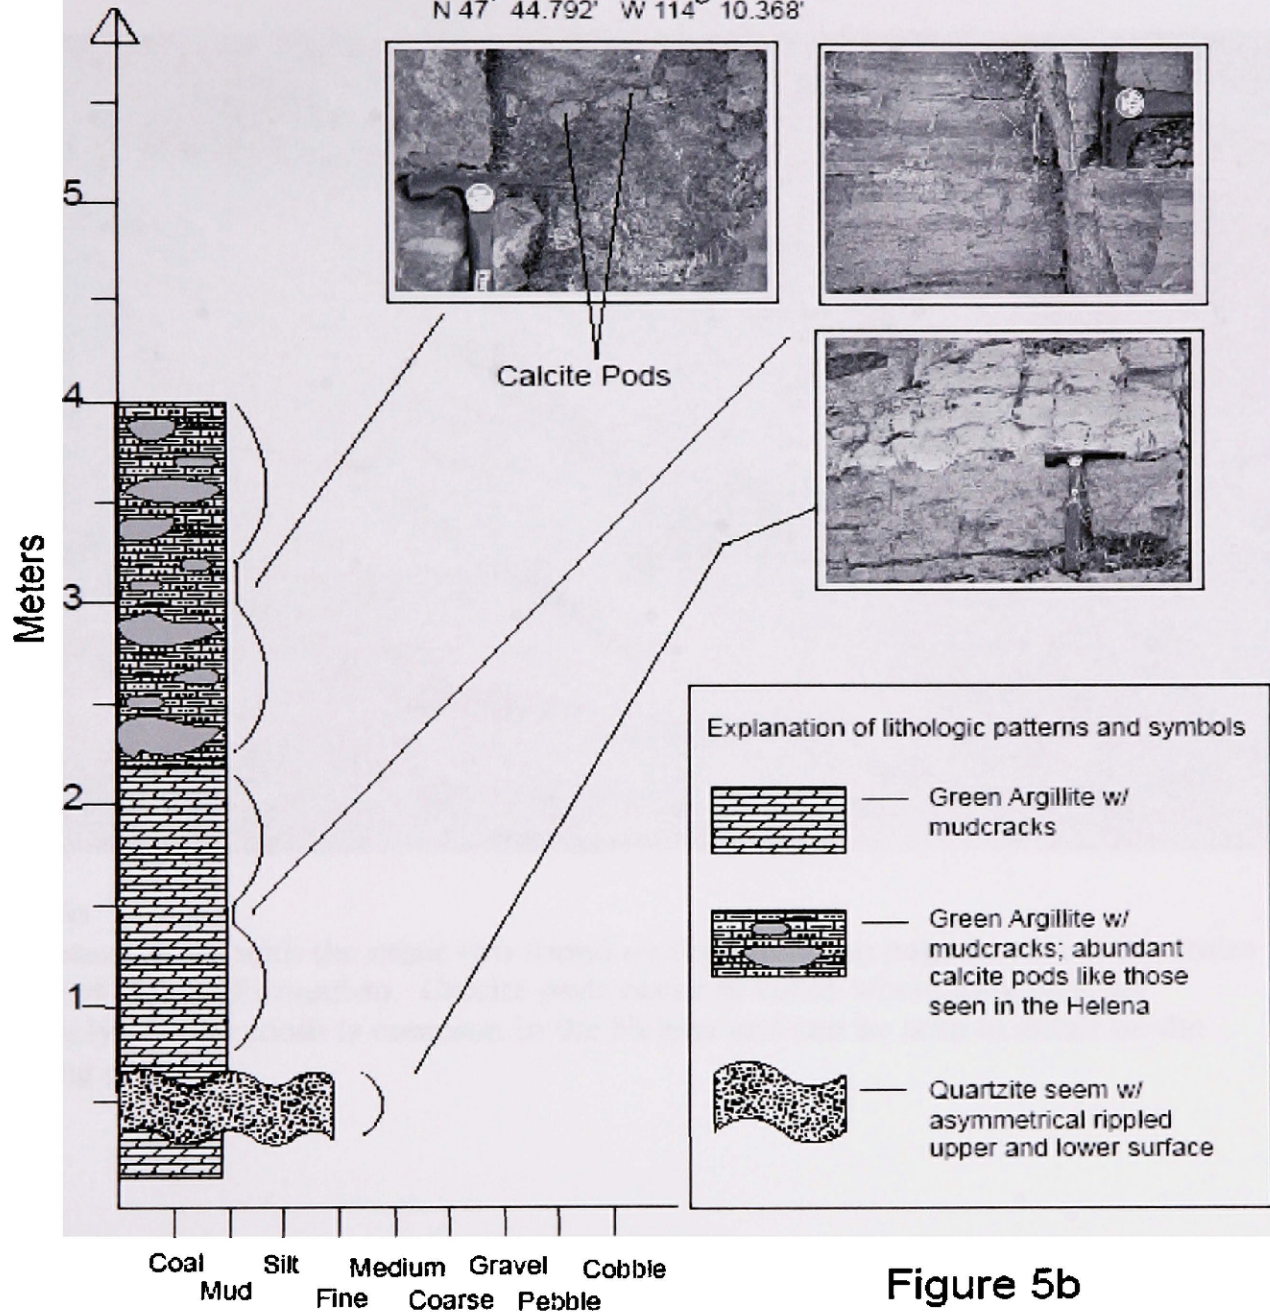 N 47° 44.792' W 114° 10.368'
Calcite Pods
5
4
3
2
1
Meters
Explanation of lithologic patterns and symbols
Green Argillite w/
mudcracks
Green Argillite w/
mudcracks; abundant
calcite pods like those
seen in the Helena
Quartzite seem w/
asymmetrical rippled
upper and lower surface
Coal
Mud
Silt
Fine
Medium
Coarse
Gravel
Pebble
Cobble
Figure 5b